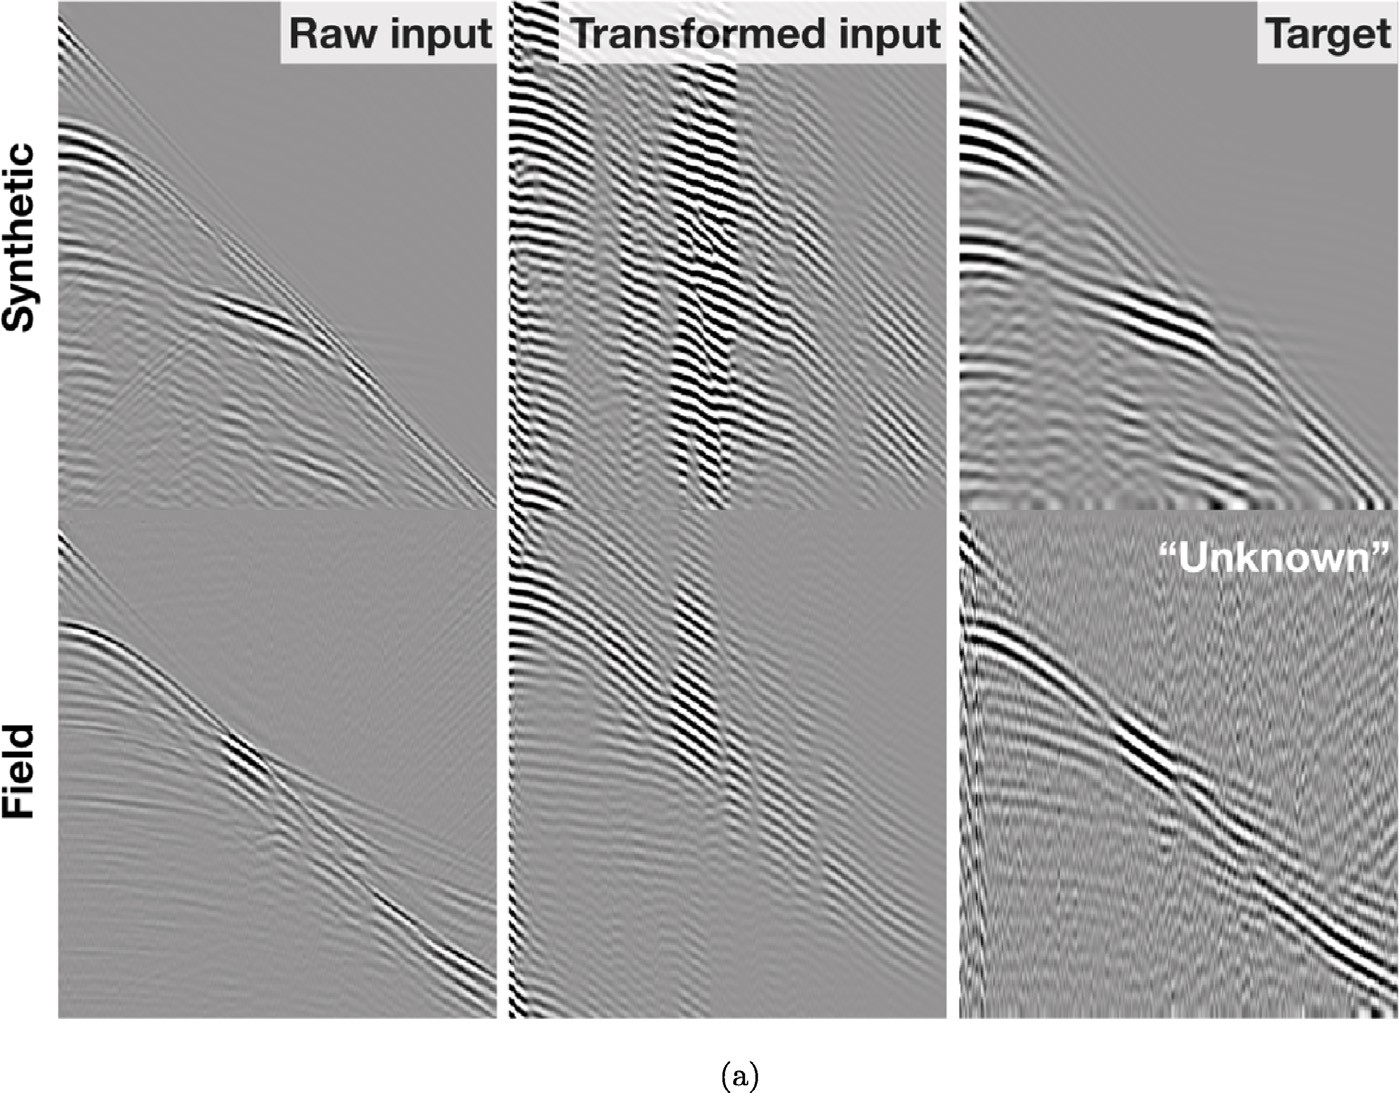 Raw input
Transformed input
Target
Synthetic
Field
“Unknown”
(a)